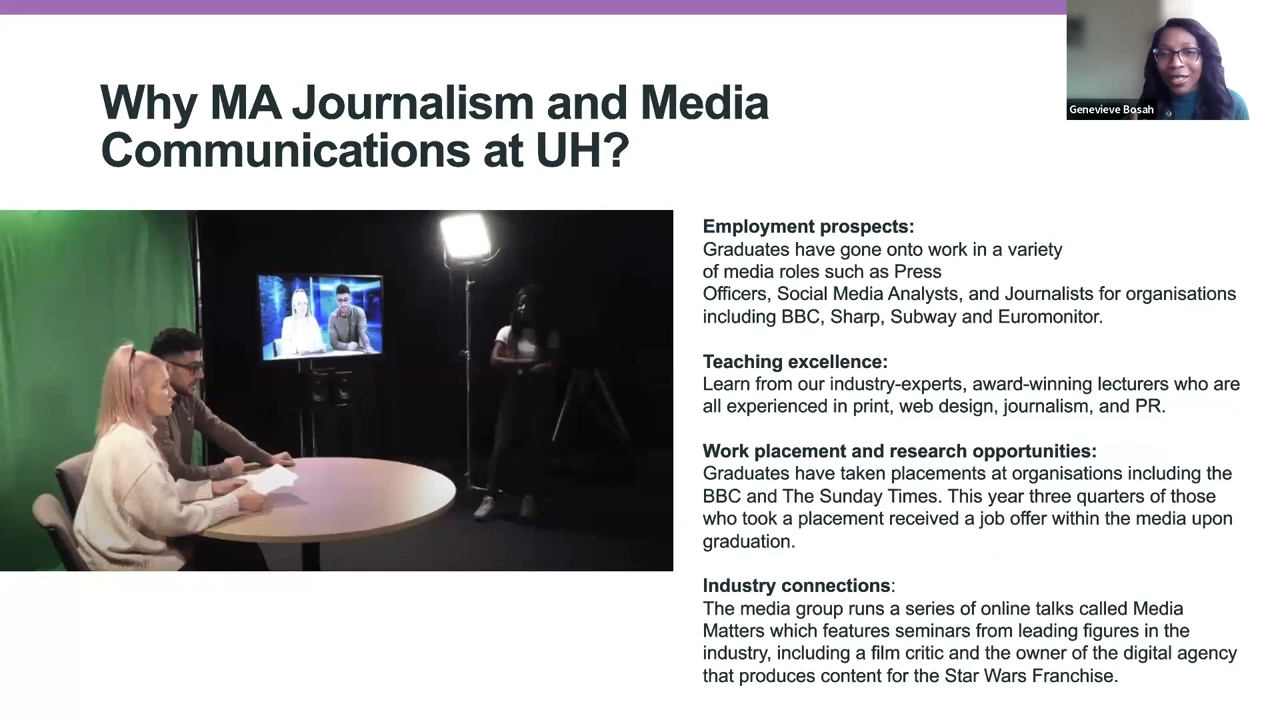 Why MA Journalism and Media
Communications at UH?
Genevieve Bosah
Employment prospects:
Graduates have gone onto work in a variety
of media roles such as Press
Officers, Social Media Analysts, and Journalists for organisations
including BBC, Sharp, Subway and Euromonitor.
Teaching excellence:
Learn from our industry-experts, award-winning lecturers who are
all experienced in print, web design, journalism, and PR.
Work placement and research opportunities:
Graduates have taken placements at organisations including the
BBC and The Sunday Times. This year three quarters of those
who took a placement received a job offer within the media upon
graduation.
Industry connections:
The media group runs a series of online talks called Media
Matters which features seminars from leading figures in the
industry, including a film critic and the owner of the digital agency
that produces content for the Star Wars Franchise.